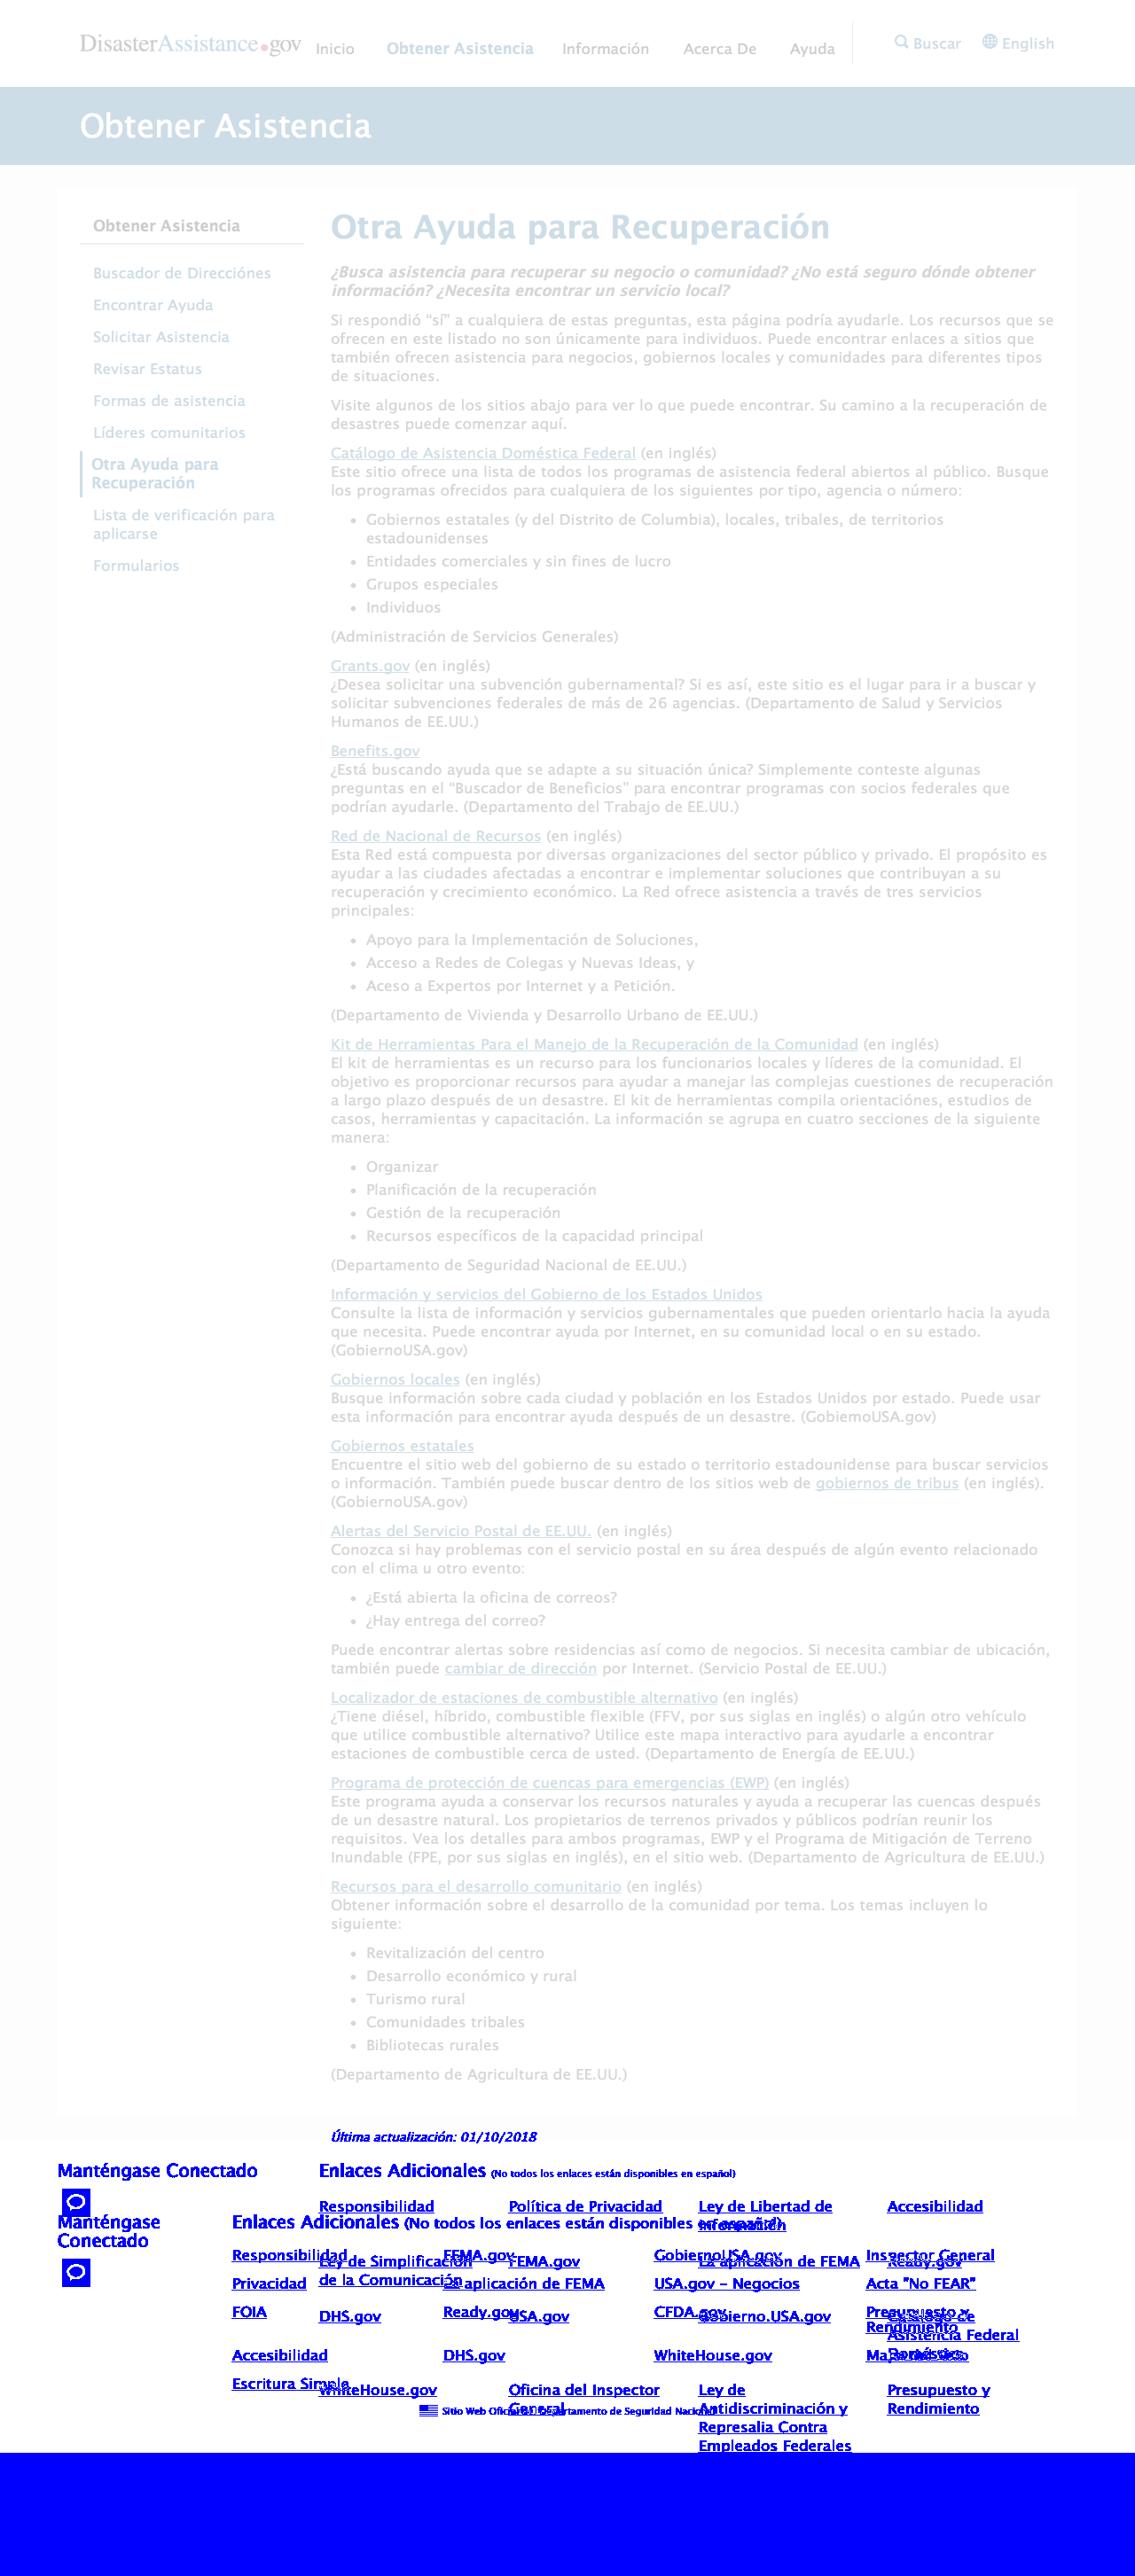 DisasterAssistance.gov Inicio Obtener Asistencia Información Acerca De Ayuda Buscar English
Obtener Asistencia
Obtener Asistencia
Buscador de Direcciónes
Encontrar Ayuda
Solicitar Asistencia
Revisar Estatus
Formas de asistencia
Líderes comunitarios
Otra Ayuda para
Recuperación
Lista de verificación para
aplicarse
Formularios
Otra Ayuda para Recuperación
¿Busca asistencia para recuperar su negocio o comunidad? ¿No está seguro dónde obtener
información? ¿Necesita encontrar un servicio local?
Si respondió “sí” a cualquiera de estas preguntas, esta página podría ayudarle. Los recursos que se
ofrecen en este listado no son únicamente para individuos. Puede encontrar enlaces a sitios que
también ofrecen asistencia para negocios, gobiernos locales y comunidades para diferentes tipos
de situaciones.
Visite algunos de los sitios abajo para ver lo que puede encontrar. Su camino a la recuperación de
desastres puede comenzar aquí.
Catálogo de Asistencia Doméstica Federal (en inglés)
Este sitio ofrece una lista de todos los programas de asistencia federal abiertos al público. Busque
los programas ofrecidos para cualquiera de los siguientes por tipo, agencia o número:
• Gobiernos estatales (y del Distrito de Columbia), locales, tribales, de territorios
estadounidenses
• Entidades comerciales y sin fines de lucro
• Grupos especiales
• Individuos
(Administración de Servicios Generales)
Grants.gov (en inglés)
¿Desea solicitar una subvención gubernamental? Si es así, este sitio es el lugar para ir a buscar y
solicitar subvenciones federales de más de 26 agencias. (Departamento de Salud y Servicios
Humanos de EE.UU.)
Benefits.gov
¿Está buscando ayuda que se adapte a su situación única? Simplemente conteste algunas
preguntas en el “Buscador de Beneficios” para encontrar programas con socios federales que
podrían ayudarle. (Departamento del Trabajo de EE.UU.)
Red de Nacional de Recursos (en inglés)
Esta Red está compuesta por diversas organizaciones del sector público y privado. El propósito es
ayudar a las ciudades afectadas a encontrar e implementar soluciones que contribuyan a su
recuperación y crecimiento económico. La Red ofrece asistencia a través de tres servicios
principales:
• Apoyo para la Implementación de Soluciones,
• Acceso a Redes de Colegas y Nuevas Ideas, y
• Aceso a Expertos por Internet y a Petición.
(Departamento de Vivienda y Desarrollo Urbano de EE.UU.)
Kit de Herramientas Para el Manejo de la Recuperación de la Comunidad (en inglés)
El kit de herramientas es un recurso para los funcionarios locales y líderes de la comunidad. El
objetivo es proporcionar recursos para ayudar a manejar las complejas cuestiones de recuperación
a largo plazo después de un desastre. El kit de herramientas compila orientaciónes, estudios de
casos, herramientas y capacitación. La información se agrupa en cuatro secciones de la siguiente
manera:
• Organizar
• Planificación de la recuperación
• Gestión de la recuperación
• Recursos específicos de la capacidad principal
(Departamento de Seguridad Nacional de EE.UU.)
Información y servicios del Gobierno de los Estados Unidos
Consulte la lista de información y servicios gubernamentales que pueden orientarlo hacia la ayuda
que necesita. Puede encontrar ayuda por Internet, en su comunidad local o en su estado.
(GobiernoUSA.gov)
Gobiernos locales (en inglés)
Busque información sobre cada ciudad y población en los Estados Unidos por estado. Puede usar
esta información para encontrar ayuda después de un desastre. (GobiernoUSA.gov)
Gobiernos estatales
Encuentre el sitio web del gobierno de su estado o territorio estadounidense para buscar servicios
o información. También puede buscar dentro de los sitios web de gobiernos de tribus (en inglés).
(GobiernoUSA.gov)
Alertas del Servicio Postal de EE.UU. (en inglés)
Conozca si hay problemas con el servicio postal en su área después de algún evento relacionado
con el clima u otro evento:
• ¿Está abierta la oficina de correos?
• ¿Hay entrega del correo?
Puede encontrar alertas sobre residencias así como de negocios. Si necesita cambiar de ubicación,
también puede cambiar de dirección por Internet. (Servicio Postal de EE.UU.)
Localizador de estaciones de combustible alternativo (en inglés)
¿Tiene diésel, híbrido, combustible flexible (FFV, por sus siglas en inglés) o algún otro vehículo
que utilice combustible alternativo? Utilice este mapa interactivo para ayudarle a encontrar
estaciones de combustible cerca de usted. (Departamento de Energía de EE.UU.)
Programa de protección de cuencas para emergencias (EWP) (en inglés)
Este programa ayuda a conservar los recursos naturales y ayuda a recuperar las cuencas después
de un desastre natural. Los propietarios de terrenos privados y públicos podrían reunir los
requisitos. Vea los detalles para ambos programas, EWP y el Programa de Mitigación de Terreno
Inundable (FPE, por sus siglas en inglés), en el sitio web. (Departamento de Agricultura de EE.UU.)
Recursos para el desarrollo comunitario (en inglés)
Obtener información sobre el desarrollo de la comunidad por tema. Los temas incluyen lo
siguiente:
• Revitalización del centro
• Desarrollo económico y rural
• Turismo rural
• Comunidades tribales
• Bibliotecas rurales
(Departamento de Agricultura de EE.UU.)
Última actualización: 01/10/2018
Manténgase Conectado Enlaces Adicionales (No todos los enlaces están disponibles en español)
Responsibilidad Política de Privacidad Ley de Libertad de Accesibilidad
Información
Manténgase Enlaces Adicionales (No todos los enlaces están disponibles en español)
Conectado
Responsibilidad FEMA.gov GobiernoUSA.gov Inspector General
Ley de Simplificación FEMA.gov La aplicación de FEMA Ready.gov
de la Comunicación
Privacidad La aplicación de FEMA USA.gov - Negocios Acta "No FEAR"
FOIA Ready.gov CFDA.gov Presupuesto y
Rendimiento
DHS.gov USA.gov Gobierno.USA.gov Catálogo de
Asistencia Federal
Accesibilidad DHS.gov WhiteHouse.gov
Escritura Simple
WhiteHouse.gov Oficina del Inspector Ley de Presupuesto y
General Antidiscriminación y Rendimiento
Represalia Contra
Empleados Federales
Sitio Web Oficial del Departamento de Seguridad Nacional